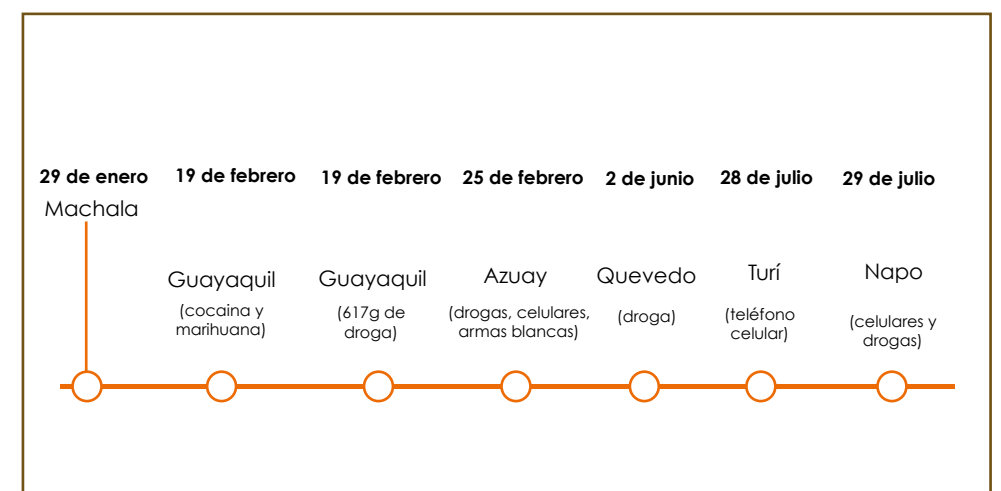 29 de enero
Machala
19 de febrero
Guayaquil
(cocaina y
marihuana)
19 de febrero
Guayaquil
(617g de
droga)
25 de febrero
Azuay
(drogas, celulares,
armas blancas)
2 de junio
Quevedo
(droga)
28 de julio
Turí
(teléfono
celular)
29 de julio
Napo
(celulares y
drogas)